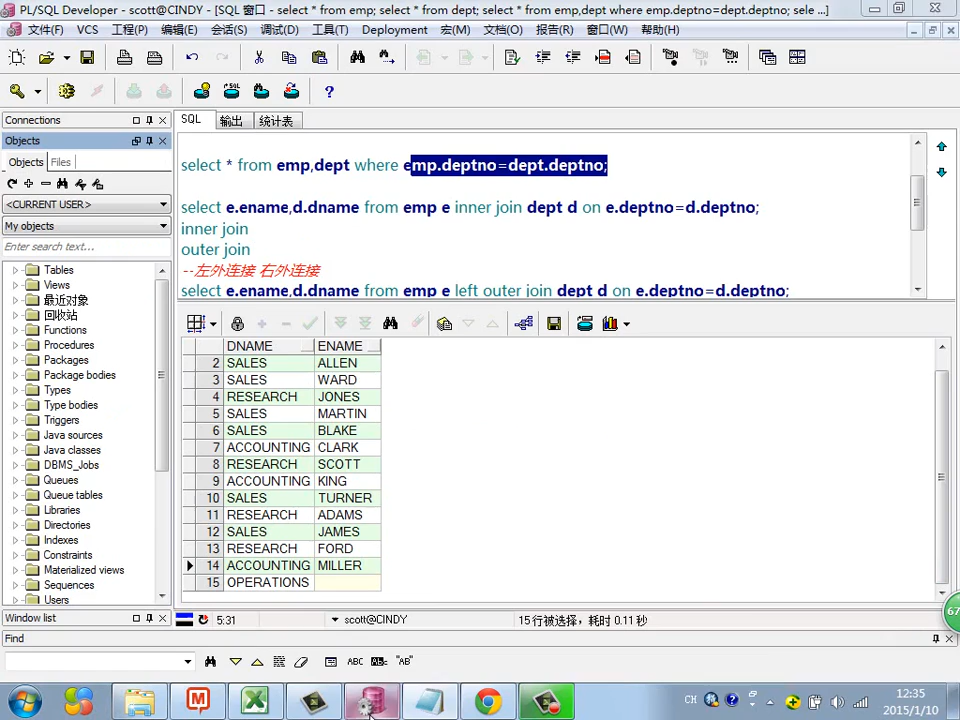 PL/SQL Developer - scott@CINDY - [SQL 窗口 - select * from emp; select * from dept; select * from emp,dept where emp.deptno=dept.deptno; sele ...]
文件(F) VCS 工程(P) 编辑(E) 会话(S) 调试(D) 工具(T) Deployment 宏(M) 文档(O) 报告(R) 窗口(W) 帮助(H)
Connections
SQL 输出 统计表
Objects
Objects Files
select * from emp,dept where emp.deptno=dept.deptno;
<CURRENT USER>
My objects
Enter search text...
select e.ename,d.dname from emp e inner join dept d on e.deptno=d.deptno;
inner join
outer join
--左外连接 右外连接
select e.ename,d.dname from emp e left outer join dept d on e.deptno=d.deptno;
Tables
Views
最近对象
回收站
Functions
Procedures
Packages
Package bodies
Types
Type bodies
Triggers
Java sources
Java classes
DBMS_Jobs
Queues
Queue tables
Libraries
Directories
Indexes
Constraints
Materialized views
Sequences
Users
DNAME ENAME
2 SALES ALLEN
3 SALES WARD
4 RESEARCH JONES
5 SALES MARTIN
6 SALES BLAKE
7 ACCOUNTING CLARK
8 RESEARCH SCOTT
9 ACCOUNTING KING
10 SALES TURNER
11 RESEARCH ADAMS
12 SALES JAMES
13 RESEARCH FORD
14 ACCOUNTING MILLER
15 OPERATIONS
67
Window list
5:31 scott@CINDY 15行被选择，耗时 0.11 秒
Find
ABC ABc "AB"
CH 12:35
2015/1/10